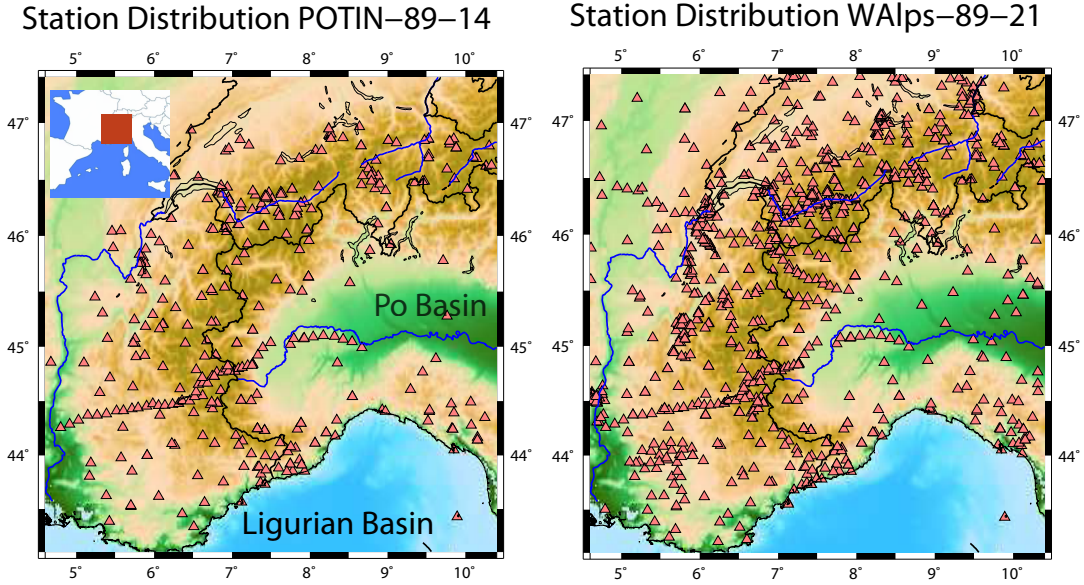 Station Distribution POTIN−89−14
Station Distribution WAlps−89−21
5˚ 6˚ 7˚ 8˚ 9˚ 10˚
5˚ 6˚ 7˚ 8˚ 9˚ 10˚
47˚
47˚
46˚
46˚
Po Basin
45˚
45˚
44˚
44˚
Ligurian Basin
5˚ 6˚ 7˚ 8˚ 9˚ 10˚
5˚ 6˚ 7˚ 8˚ 9˚ 10˚